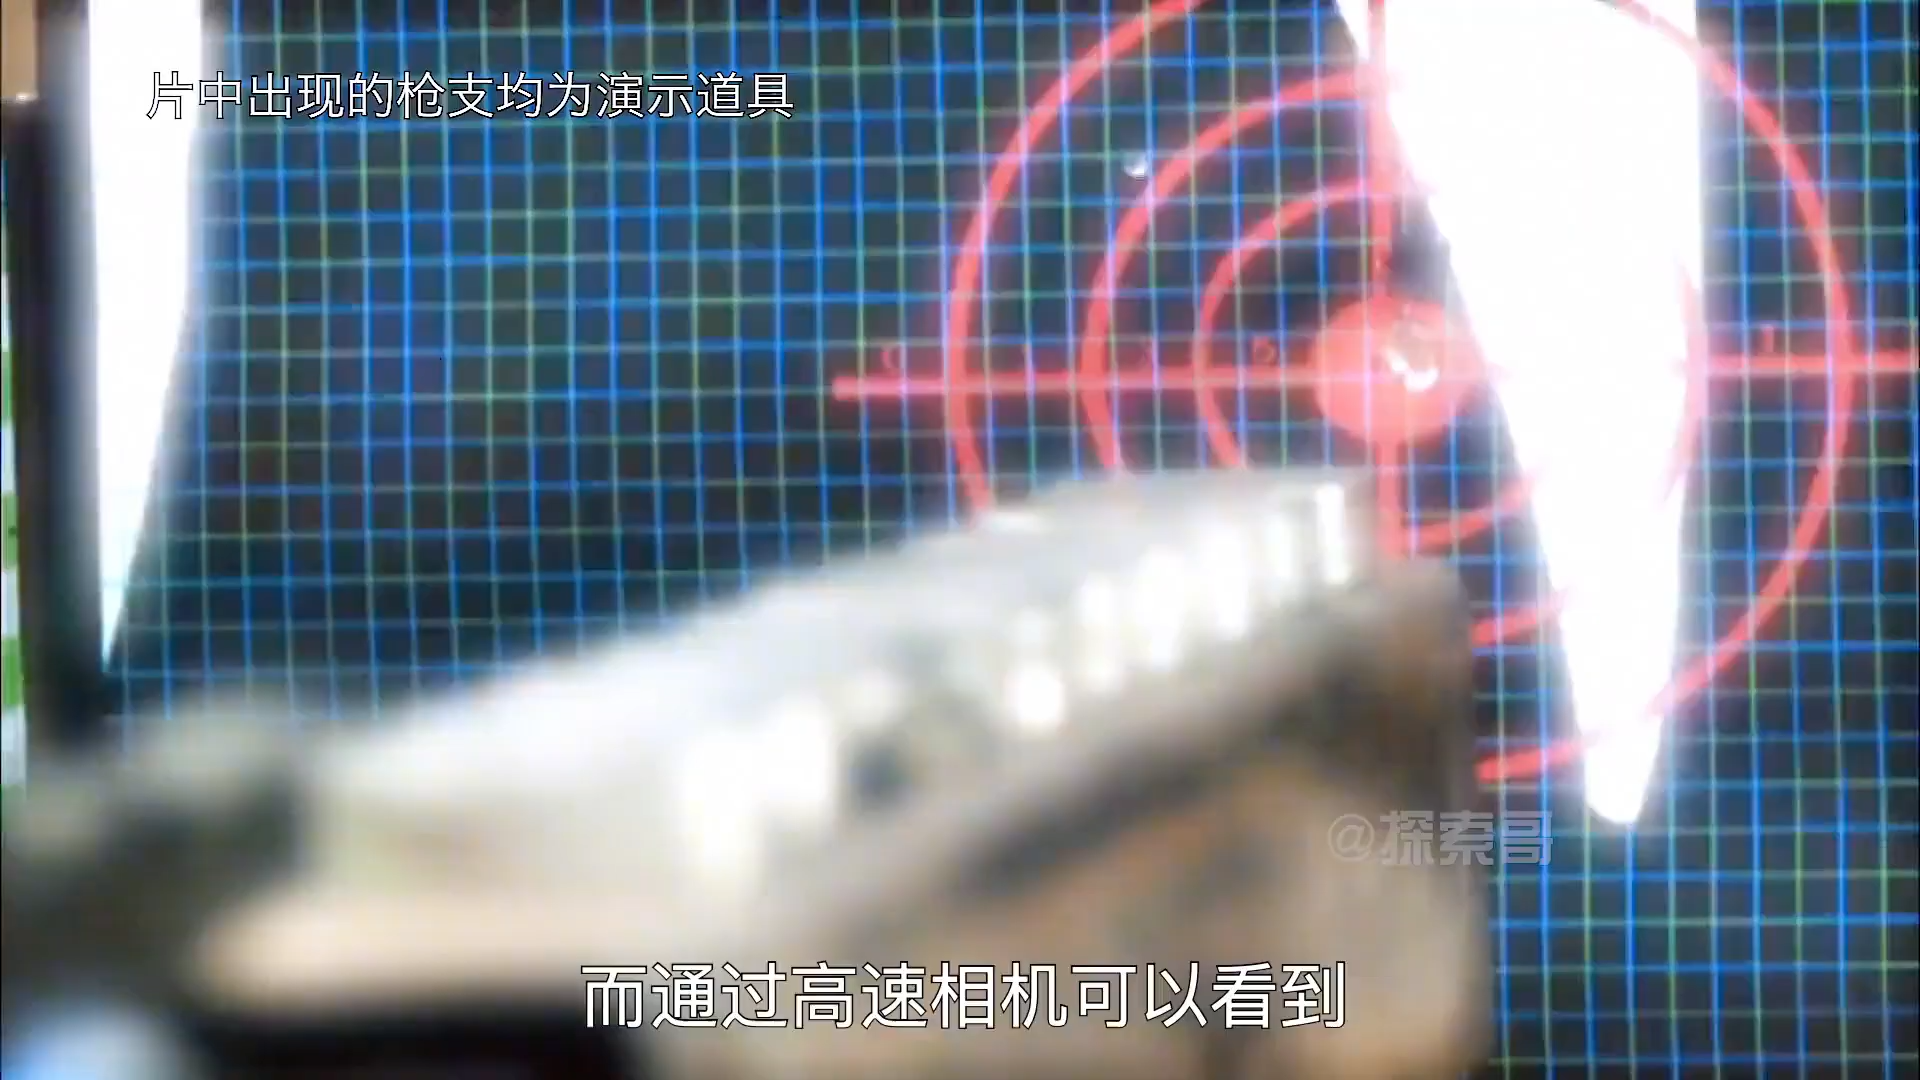 片中出现的枪支均为演示道具
@探索哥
而通过高速相机可以看到